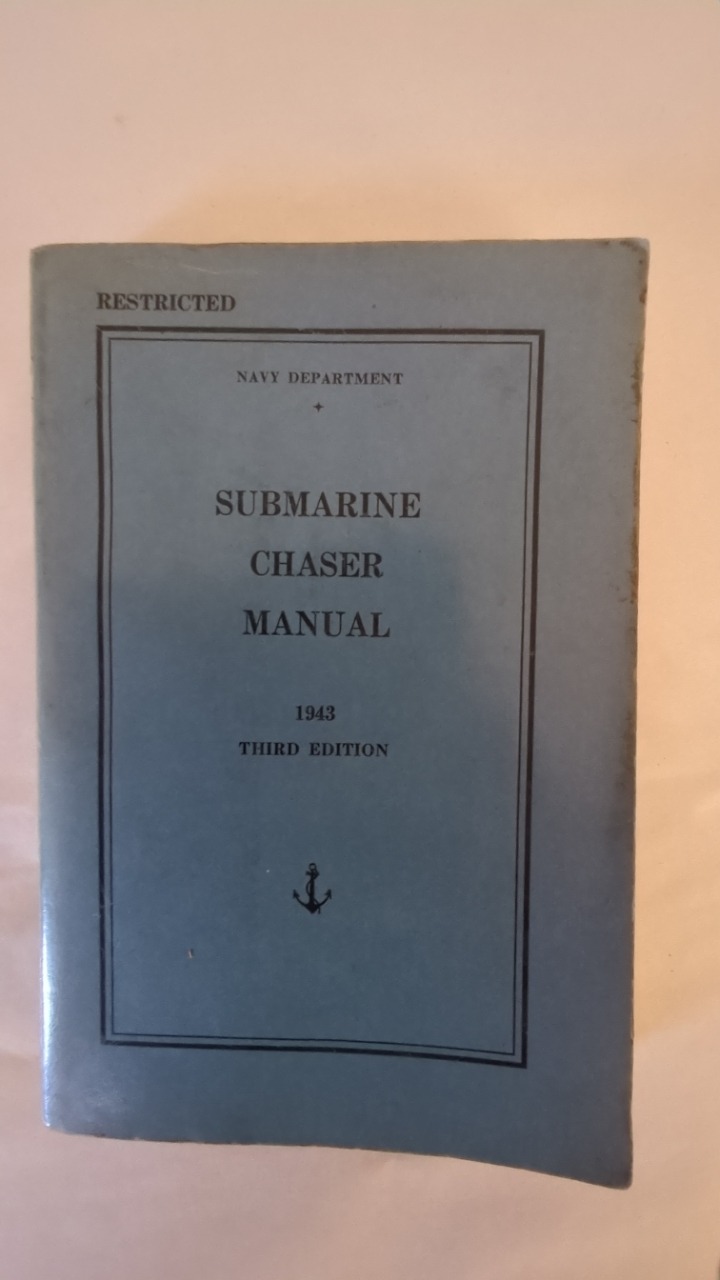 RESTRICTED
NAVY DEPARTMENT
SUBMARINE
CHASER
MANUAL
1943
THIRD EDITION